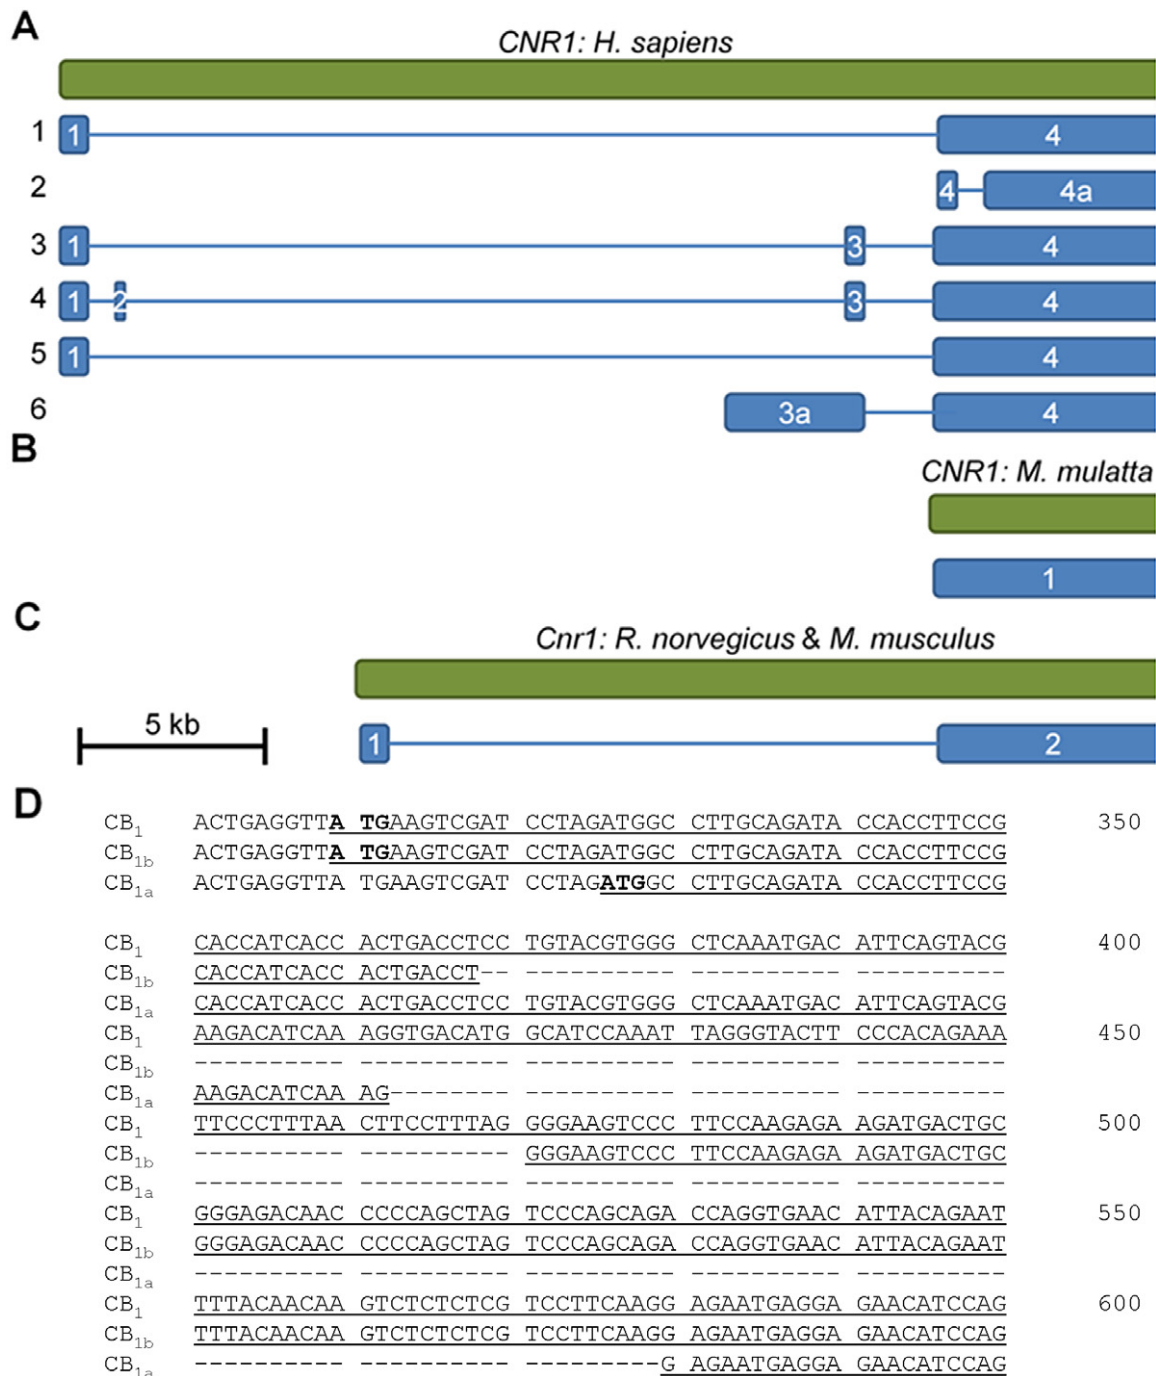 A
CNR1: H. sapiens
1 1 4
2 4 4a
3 1 3 4
4 1 2 3 4
5 1 4
6 3a 4
B
CNR1: M. mulatta
1
C
Cnr1: R. norvegicus & M. musculus
5 kb
1 2
D
CB1 ACTGAGGTTA TGAAGTCGAT CCTAGATGGC CTTGCAGATA CCACCTTCCG 350
CB1b ACTGAGGTTA TGAAGTCGAT CCTAGATGGC CTTGCAGATA CCACCTTCCG
CB1a ACTGAGGTTA TGAAGTCGAT CCTAGATGGC CTTGCAGATA CCACCTTCCG
CB1 CACCATCACC ACTGACCTCC TGTACGTGGG CTCAAATGAC ATTCAGTACG 400
CB1b CACCATCACC ACTGACCT-- ---------- ---------- ----------
CB1a CACCATCACC ACTGACCTCC TGTACGTGGG CTCAAATGAC ATTCAGTACG
CB1 AAGACATCAA AGGTGACATG GCATCCAAAT TAGGGTACTT CCCACAGAAA 450
CB1b ---------- ---------- ---------- ---------- ----------
CB1a AAGACATCAA AG-------- ---------- ---------- ----------
CB1 TTCCCTTTAA CTTCCTTTAG GGGAAGTCCC TTCCAAGAGA AGATGACTGC 500
CB1b ---------- ---------- GGGAAGTCCC TTCCAAGAGA AGATGACTGC
CB1a ---------- ---------- ---------- ---------- ----------
CB1 GGGAGACAAC CCCCAGCTAG TCCCAGCAGA CCAGGTGAAC ATTACAGAAT 550
CB1b GGGAGACAAC CCCCAGCTAG TCCCAGCAGA CCAGGTGAAC ATTACAGAAT
CB1a ---------- ---------- ---------- ---------- ----------
CB1 TTTACAACAA GTCTCTCTCG TCCTTCAAGG AGAATGAGGA GAACATCCAG 600
CB1b TTTACAACAA GTCTCTCTCG TCCTTCAAGG AGAATGAGGA GAACATCCAG
CB1a ---------- ---------- ---------G AGAATGAGGA GAACATCCAG